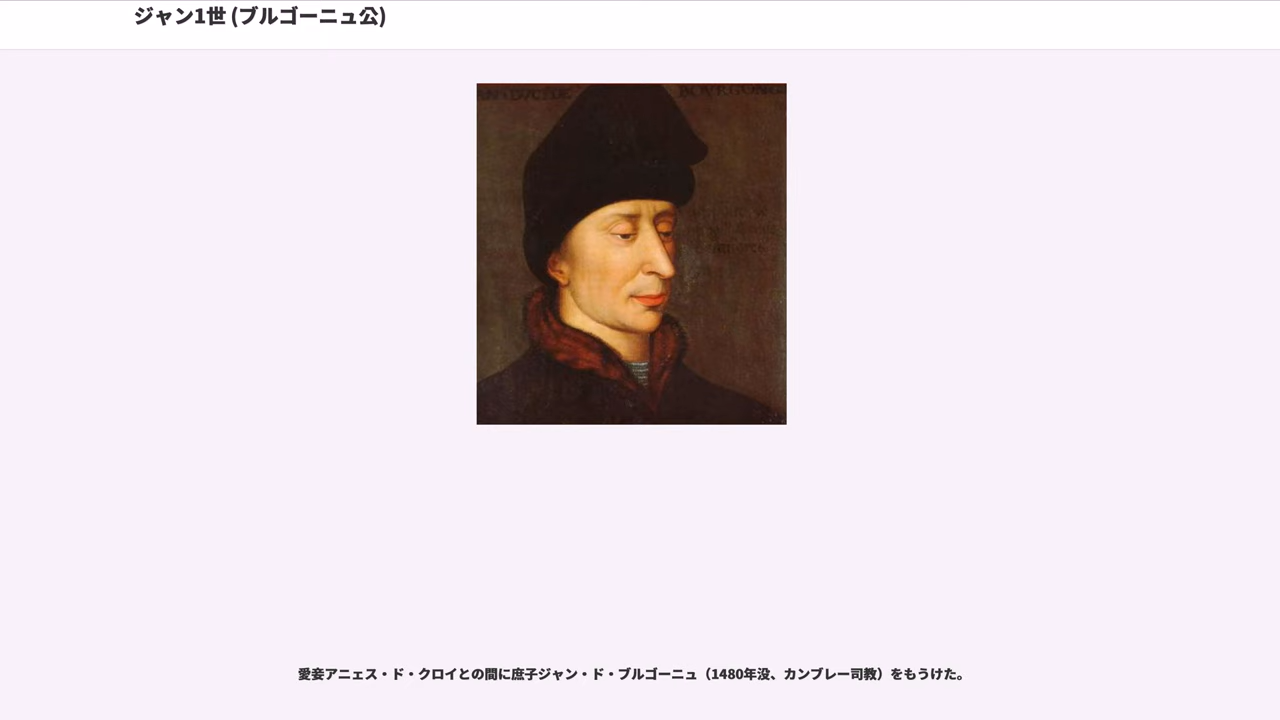 ジャン1世 (ブルゴーニュ公)
BOVRGONG
愛妾アニェス・ド・クロイとの間に庶子ジャン・ド・ブルゴーニュ（1480年没、カンブレー司教）をもうけた。